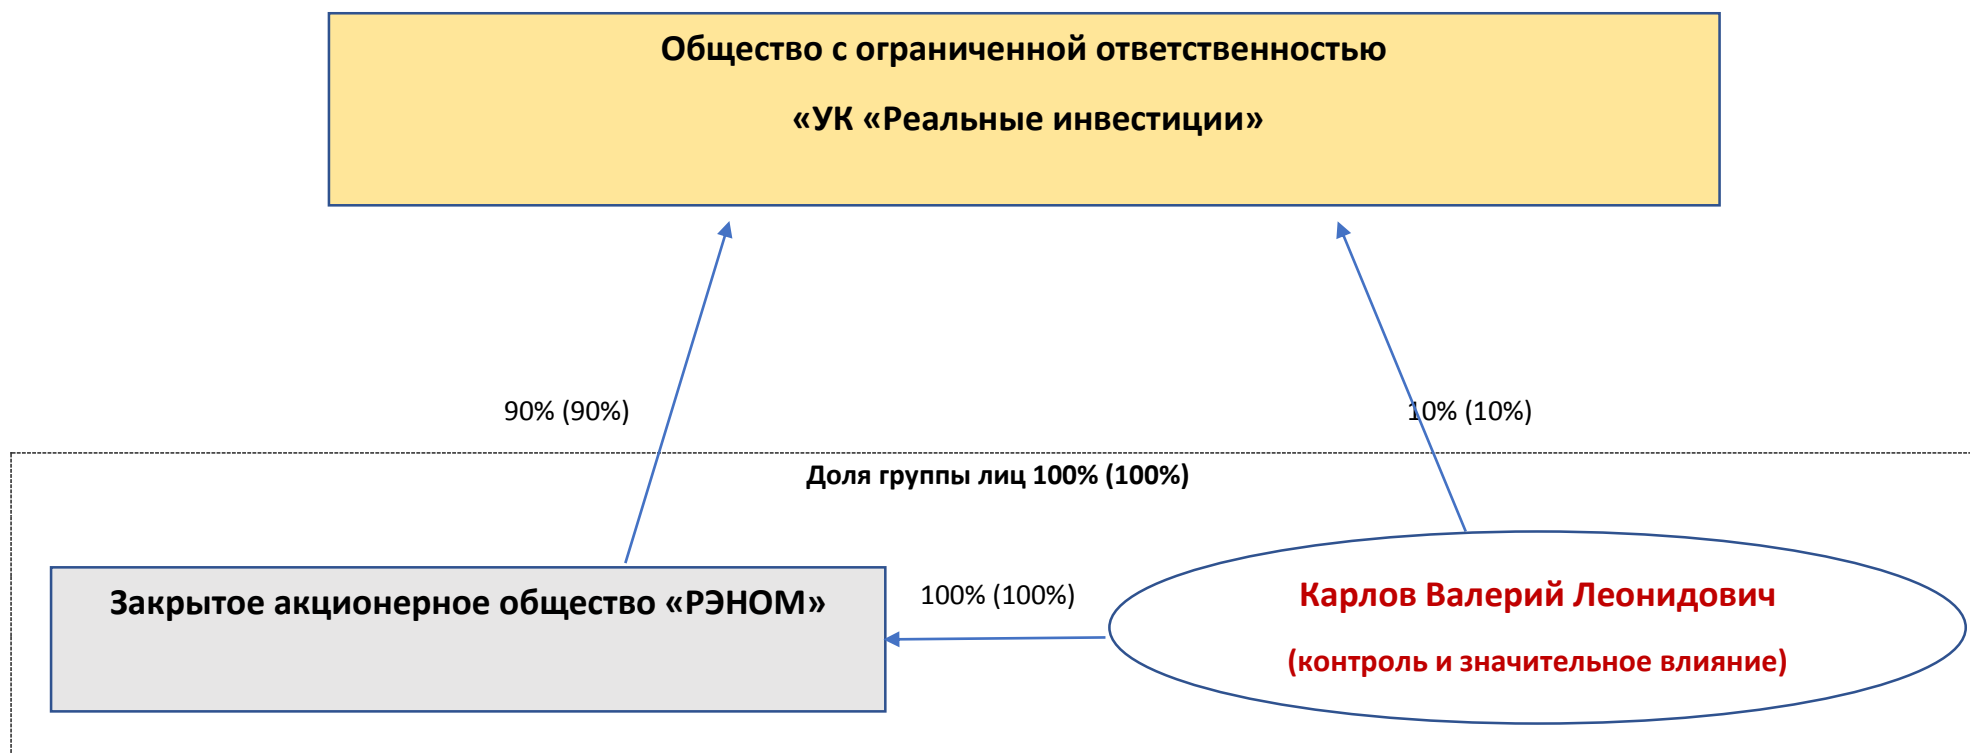 Общество с ограниченной ответственностью
«УК «Реальные инвестиции»
90% (90%)
10% (10%)
Доля группы лиц 100% (100%)
Закрытое акционерное общество «РЭНОМ»
100% (100%)
Карлов Валерий Леонидович
(контроль и значительное влияние)